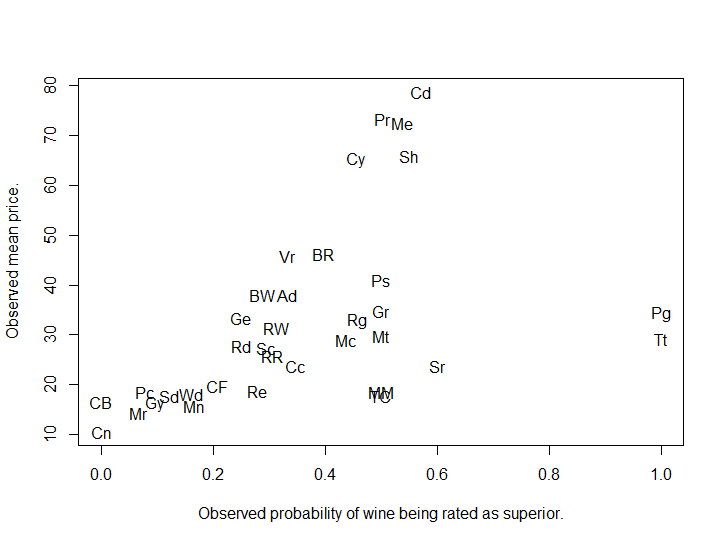 80
70
60
50
40
30
20
10
Observed mean price.
Cd
Pr
Me
Cy
Sh
Vr
BR
Ps
BW
Ad
Ge
Gr
Pg
Rg
RW
Mt
Tt
Mc
Rd
Sc
RR
Cc
Sr
CF
Pc
Sd
Wd
Re
MM
TC
CB
Gy
Mn
Mr
Cn
0.0 0.2 0.4 0.6 0.8 1.0
Observed probability of wine being rated as superior.